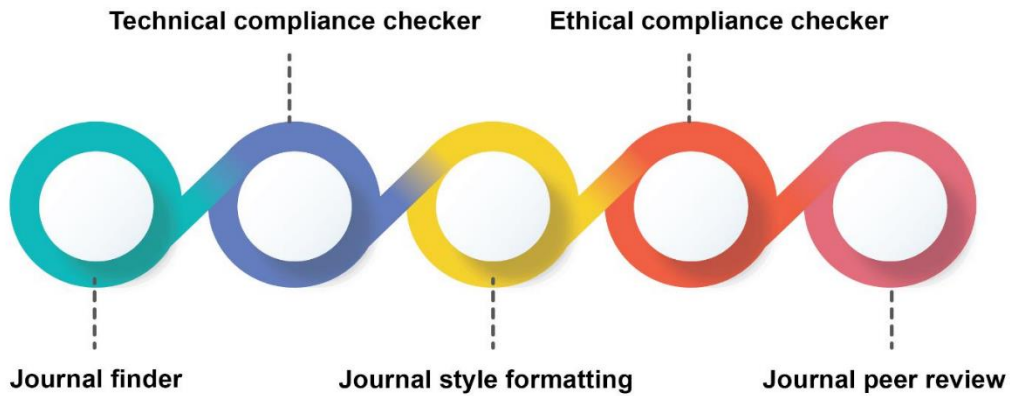 Technical compliance checker
Ethical compliance checker
Journal finder
Journal style formatting
Journal peer review